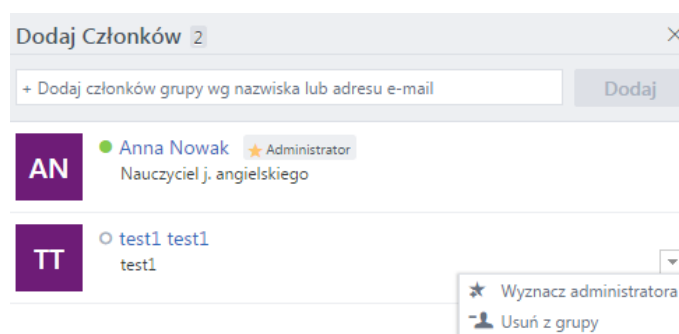 Dodaj Członków 2
+ Dodaj członków grupy wg nazwiska lub adresu e-mail
Dodaj
AN
Anna Nowak
Administrator
Nauczyciel j. angielskiego
TT
test1 test1
test1
Wyznacz administratora
Usuń z grupy